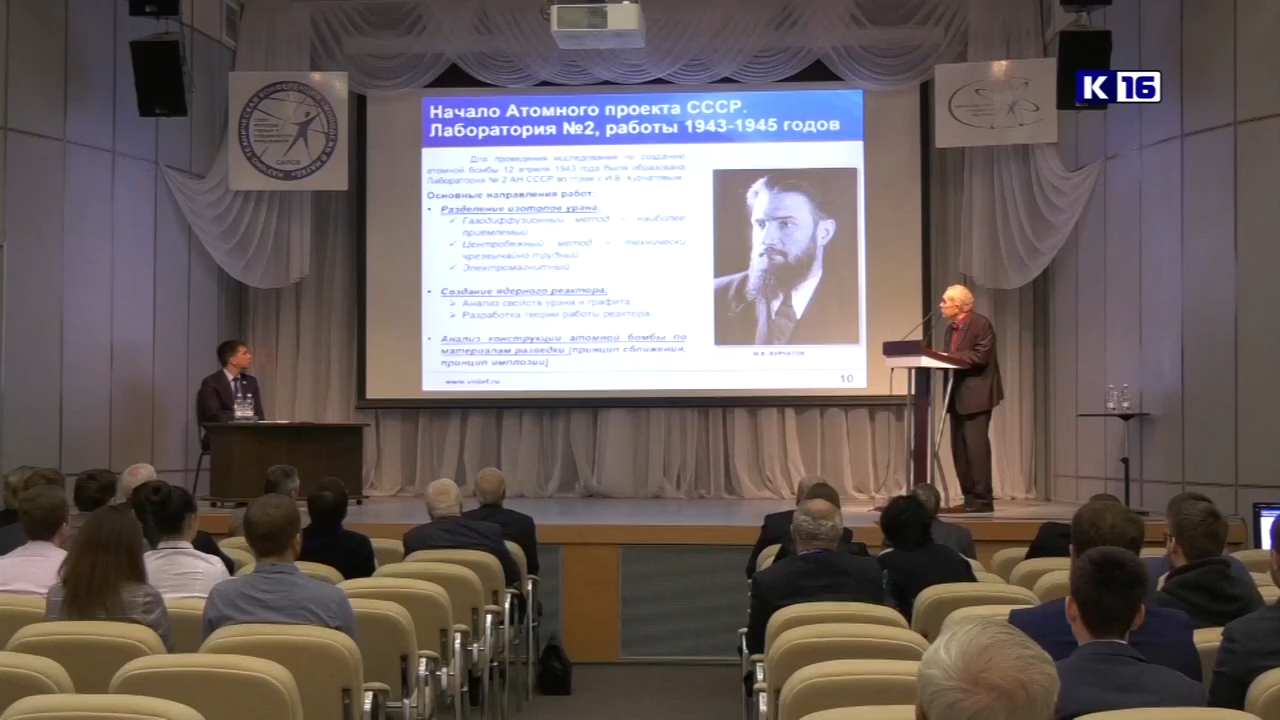 К 16
Начало Атомного проекта СССР.
Лаборатория №2, работы 1943-1945 годов
Для проведения исследований по созданию
атомной бомбы 12 апреля 1943 года была образована
Лаборатория № 2 АН СССР во главе с И.В. Курчатовым.
Основные направления работ:
• Разделение изотопов урана:
✓ Газодиффузионный метод – наиболее
приемлемый
✓ Центробежный метод – технически
чрезвычайно трудный
✓ Электромагнитный
• Создание ядерного реактора:
➢ Анализ свойств урана и графита.
➢ Разработка теории работы реактора.
• Анализ конструкции атомной бомбы по
материалам разведки (принцип сближения,
принцип имплозии)
И.В. КУРЧАТОВ
10
САРОВ